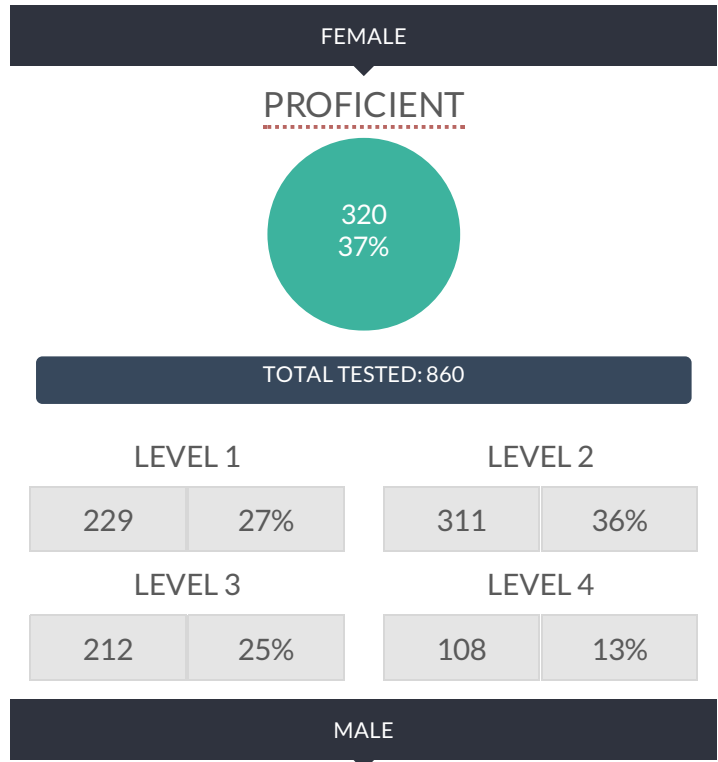 FEMALE
PROFICIENT
320
37%
TOTAL TESTED: 860
LEVEL 1
229 27%
LEVEL 2
311 36%
LEVEL 3
212 25%
LEVEL 4
108 13%
MALE